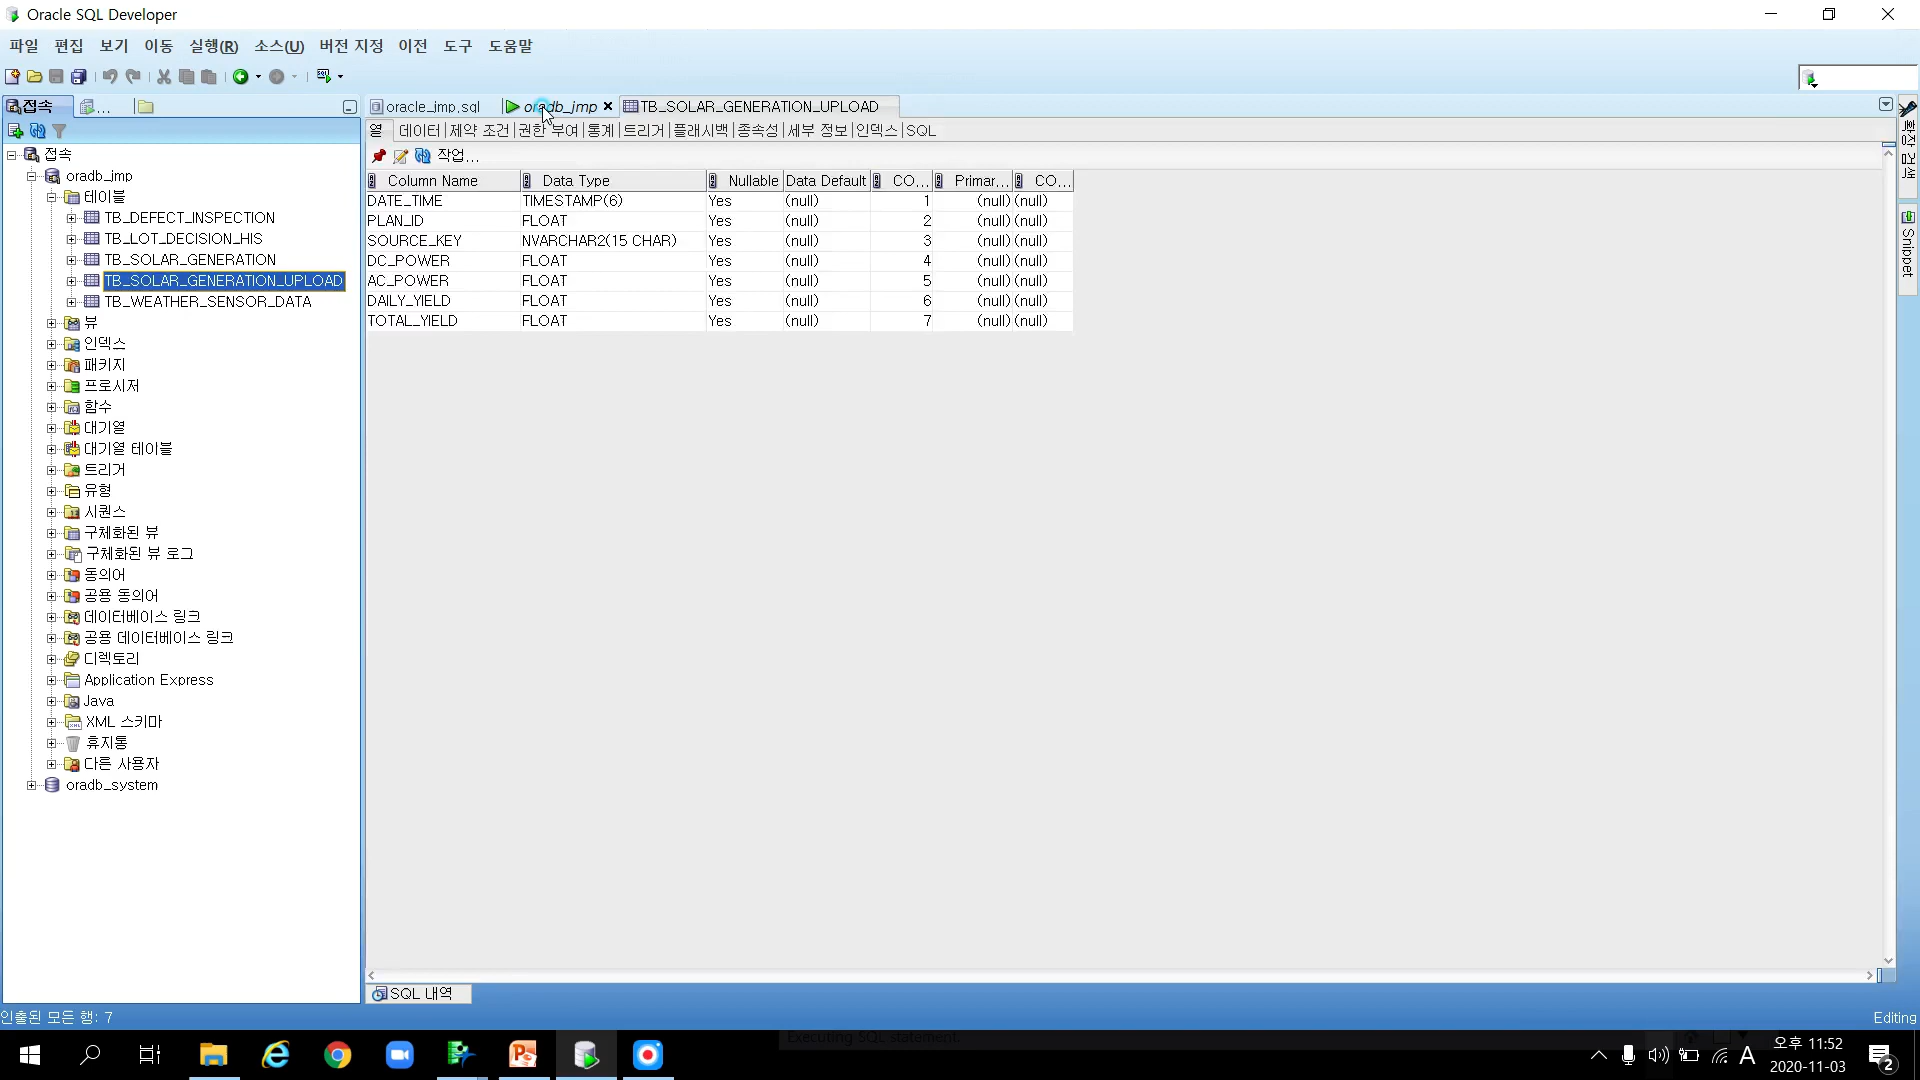 Oracle SQL Developer
파일 편집 보기 이동 실행(R) 소스(U) 버전 지정 이전 도구 도움말
접속 ... 
oracle_jmp.sql oradb_jmp TB_SOLAR_GENERATION_UPLOAD
열 데이터 제약 조건 권한 부여 통계 트리거 플래시백 종속성 세부 정보 인덱스 SQL
작업...
Column Name Data Type Nullable Data Default CO... Primar... CO...
DATE_TIME TIMESTAMP(6) Yes (null) 1 (null) (null)
PLAN_ID FLOAT Yes (null) 2 (null) (null)
SOURCE_KEY NVARCHAR2(15 CHAR) Yes (null) 3 (null) (null)
DC_POWER FLOAT Yes (null) 4 (null) (null)
AC_POWER FLOAT Yes (null) 5 (null) (null)
DAILY_YIELD FLOAT Yes (null) 6 (null) (null)
TOTAL_YIELD FLOAT Yes (null) 7 (null) (null)
접속
oradb_jmp
테이블
TB_DEFECT_INSPECTION
TB_LOT_DECISION_HIS
TB_SOLAR_GENERATION
TB_SOLAR_GENERATION_UPLOAD
TB_WEATHER_SENSOR_DATA
뷰
인덱스
패키지
프로시저
함수
대기열
대기열 테이블
트리거
유형
시퀀스
구체화된 뷰
구체화된 뷰 로그
동의어
공용 동의어
데이터베이스 링크
공용 데이터베이스 링크
디렉토리
Application Express
Java
XML 스키마
휴지통
다른 사용자
oradb_system
확장 검색
Snippet
SQL 내역
인출된 모든 행: 7
Editing
Executing SQL statement.
A
오후 11:52
2020-11-03
2